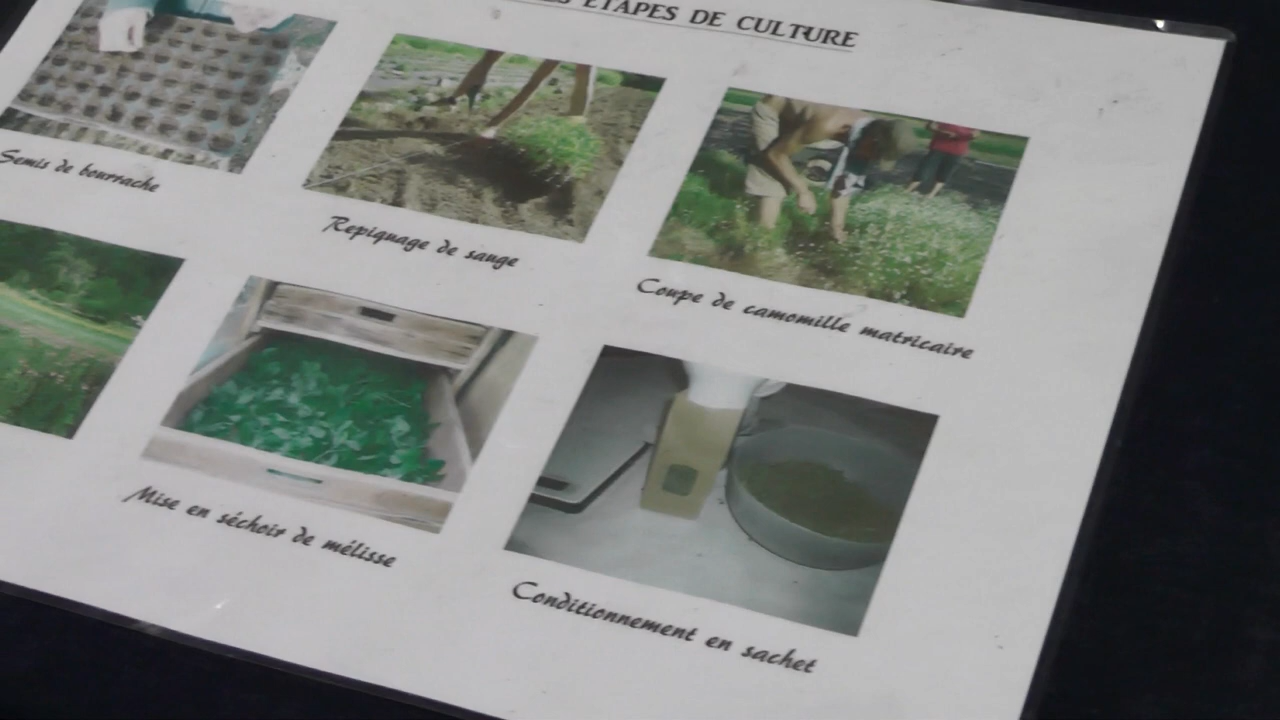 ÉTAPES DE CULTURE
Semis de bourrache
Repiquage de sauge
Coupe de camomille matricaire
Mise en séchoir de mélisse
Conditionnement en sachet